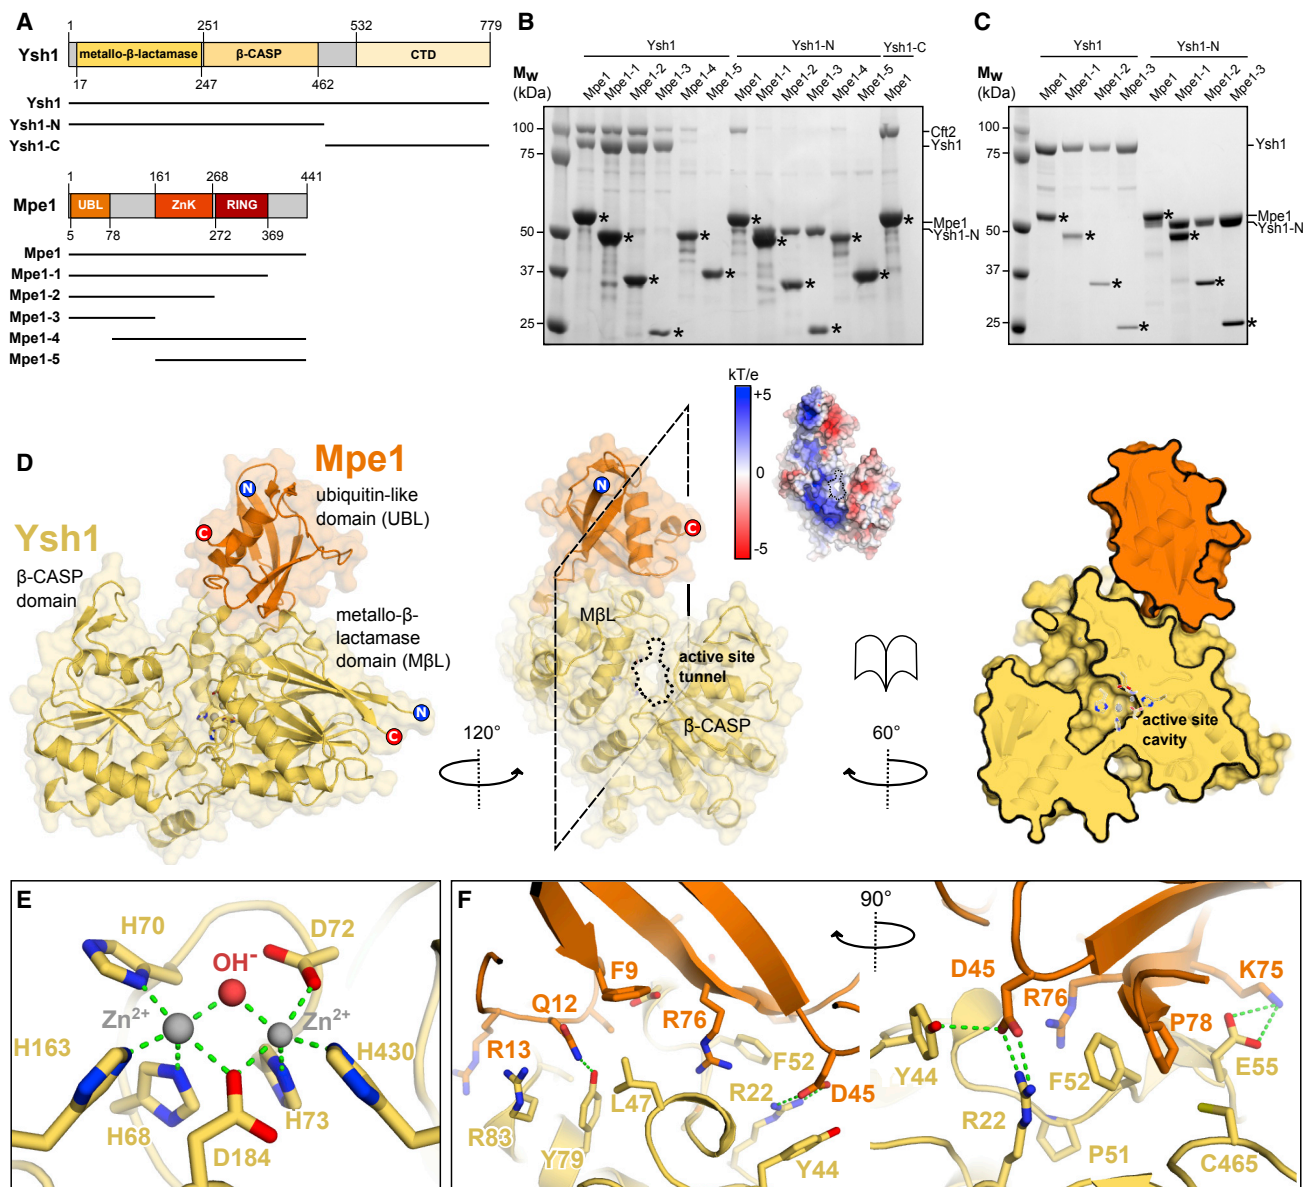 A
1 251 532 779
Ysh1 metallo-β-lactamase β-CASP CTD
17 247 462
Ysh1
Ysh1-N
Ysh1-C
1 161 268 441
Mpe1 UBL ZnK RING
5 78 272 369
Mpe1
Mpe1-1
Mpe1-2
Mpe1-3
Mpe1-4
Mpe1-5
B
Ysh1 Ysh1-N Ysh1-C
Mw
(kDa)
Mpe1 Mpe1-1 Mpe1-2 Mpe1-3 Mpe1-4 Mpe1-5 Mpe1 Mpe1-1 Mpe1-2 Mpe1-3 Mpe1-4 Mpe1-5 Mpe1
100
75
50
37
25
Cft2
Ysh1
Mpe1
Ysh1-N
* * * * * * * * * * * * *
C
Ysh1 Ysh1-N
Mw
(kDa)
Mpe1 Mpe1-1 Mpe1-2 Mpe1-3 Mpe1 Mpe1-1 Mpe1-2 Mpe1-3
100
75
50
37
25
Ysh1
Mpe1
Ysh1-N
* * * * * * * *
D
Mpe1
ubiquitin-like
domain (UBL)
N
C
Ysh1
β-CASP
domain
metallo-β-
lactamase
domain (MβL)
N
C
120°
N
C
MβL
active site
tunnel
β-CASP
kT/e
+5
0
-5
60°
active site
cavity
E
H70
D72
OH-
Zn2+ Zn2+
H163
H430
H68
H73
D184
F
F9
Q12
R13
R76
F52
L47
R22
D45
R83
Y79
Y44
90°
D45
K75
R76
P78
Y44
E55
F52
R22
P51
C465